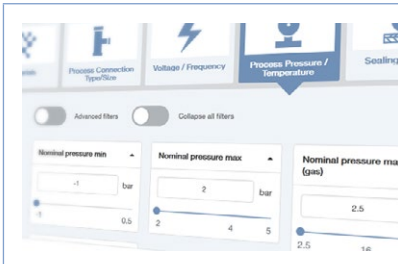 Process Connection
Type/Size
Voltage / Frequency
Process Pressure /
Temperature
Sealing
Advanced filters
Collapse all filters
Nominal pressure min
-1
bar
-1
0.5
Nominal pressure max
2
bar
2
4
5
Nominal pressure ma
(gas)
2.5
2.5
16